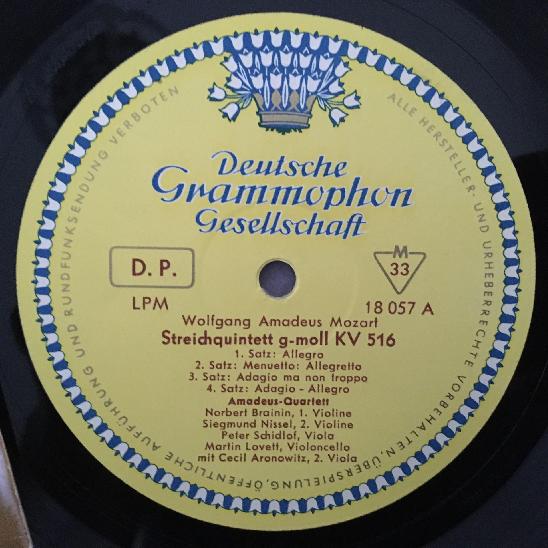 Deutsche
Grammophon
Gesellschaft
D. P.
M
33
LPM
18 057 A
Wolfgang Amadeus Mozart
Streichquintett g-moll KV 516
1. Satz: Allegro
2. Satz: Menuetto: Allegretto
3. Satz: Adagio ma non troppo
4. Satz: Adagio - Allegro
Amadeus-Quartett
Norbert Brainin, 1. Violine
Siegmund Nissel, 2. Violine
Peter Schidlof, Viola
Martin Lovett, Violoncello
mit Cecil Aronowitz, 2. Viola
ALLE HERSTELLER- UND URHEBERRECHTE VORBEHALTEN, ÜBERSPIELUNG, ÖFFENTLICHE AUFFÜHRUNG UND RUNDFUNKSENDUNG VERBOTEN